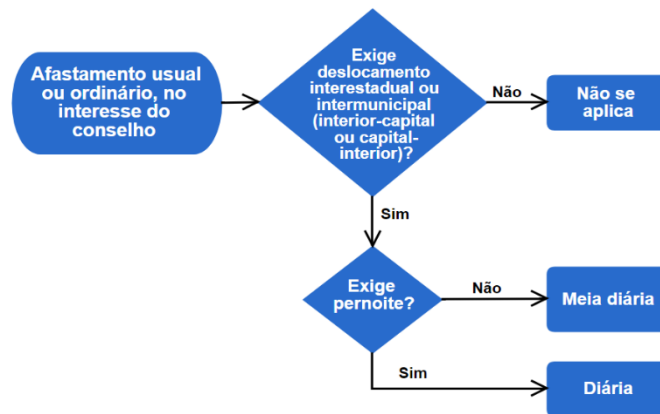 Afastamento usual
ou ordinário, no
interesse do
conselho
Exige
deslocamento
interestadual ou
intermunicipal
(interior-capital
ou capital-
interior)?
Não
Não se
aplica
Sim
Exige
pernoite?
Não
Meia diária
Sim
Diária